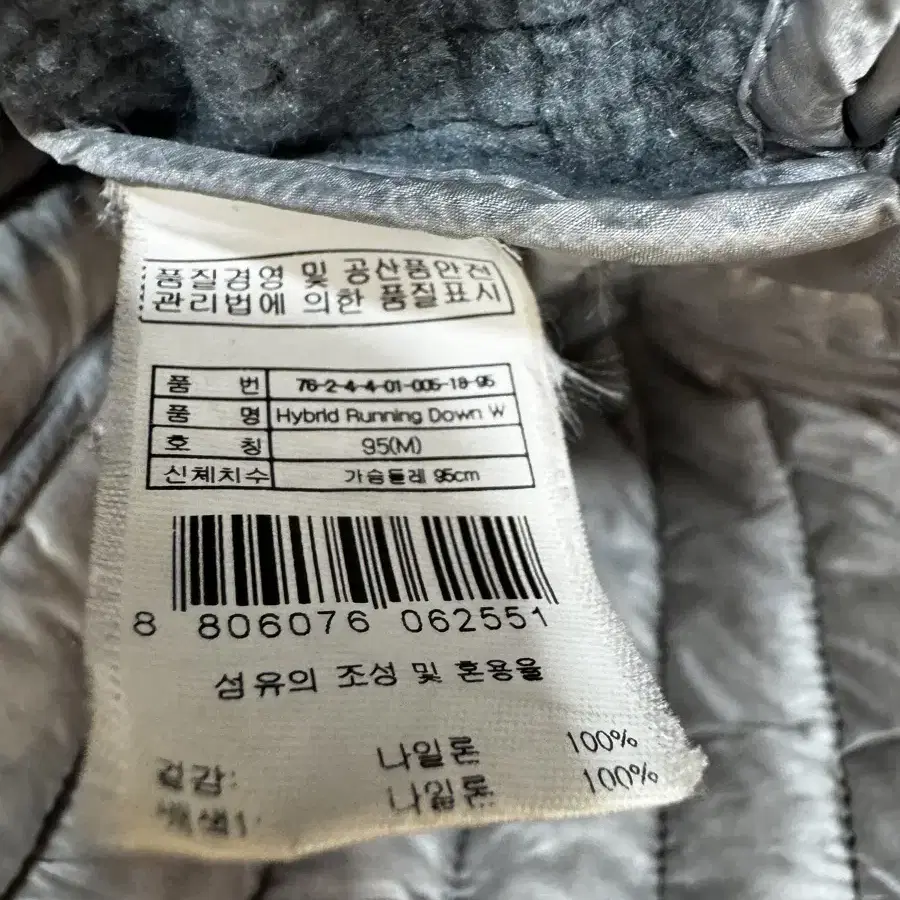 품질경영 및 공산품안전
관리법에 의한 품질표시
품 번 76-2-4-4-01-005-18-95
품 명 Hybrid Running Down W
호 칭 95(M)
신체치수 가슴둘레 95cm
8 806076 062551
섬유의 조성 및 혼용율
겉감: 나일론 100%
나일론 100%